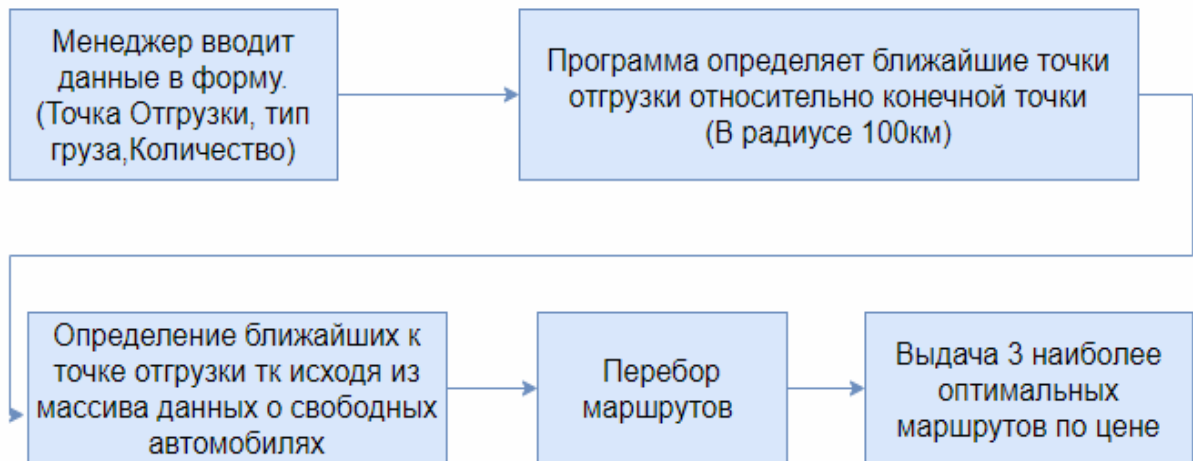 Менеджер вводит
данные в форму.
(Точка Отгрузки, тип
груза,Количество)
Программа определяет ближайшие точки
отгрузки относительно конечной точки
(В радиусе 100км)
Определение ближайших к
точке отгрузки тк исходя из
массива данных о свободных
автомобилях
Перебор
маршрутов
Выдача 3 наиболее
оптимальных
маршрутов по цене